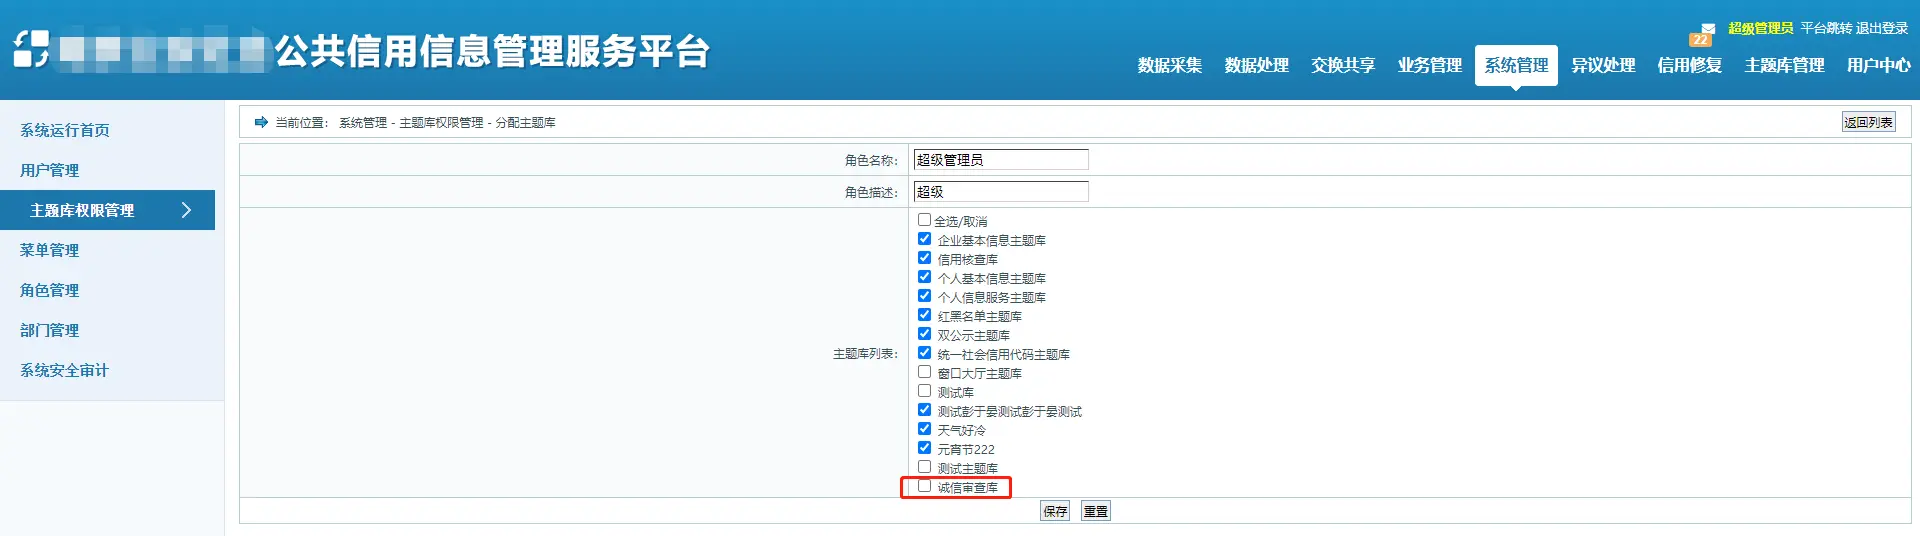 公共信用信息管理服务平台
22
超级管理员 平台跳转 退出登录
数据采集 数据处理 交换共享 业务管理 系统管理 异议处理 信用修复 主题库管理 用户中心
系统运行首页
用户管理
主题库权限管理
菜单管理
角色管理
部门管理
系统安全审计
当前位置: 系统管理 - 主题库权限管理 - 分配主题库
返回列表
角色名称: 超级管理员
角色描述: 超级
主题库列表:
全选/取消
企业基本信息主题库
信用核查库
个人基本信息主题库
个人信息服务主题库
红黑名单主题库
双公示主题库
统一社会信用代码主题库
窗口大厅主题库
测试库
测试彭于晏测试彭于晏测试
天气好冷
元宵节222
测试主题库
诚信审查库
保存 重置